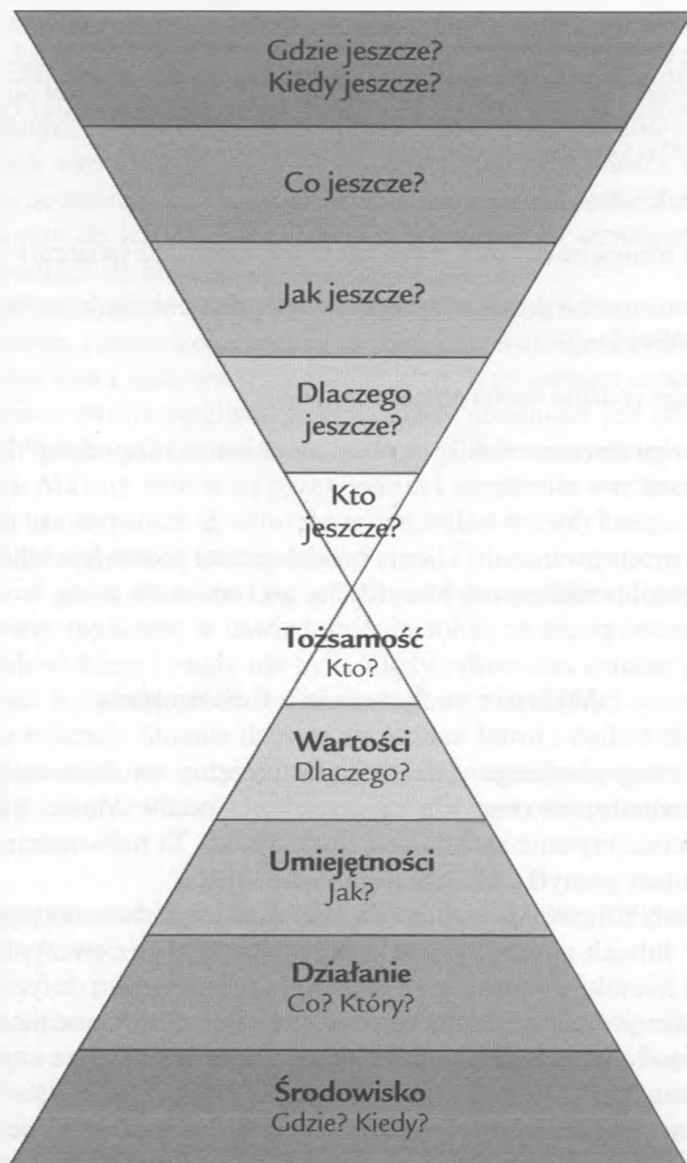 Gdzie jeszcze?
Kiedy jeszcze?
Co jeszcze?
Jak jeszcze?
Dlaczego
jeszcze?
Kto
jeszcze?
Tożsamość
Kto?
Wartości
Dlaczego?
Umiejętności
Jak?
Działanie
Co? Który?
Środowisko
Gdzie? Kiedy?